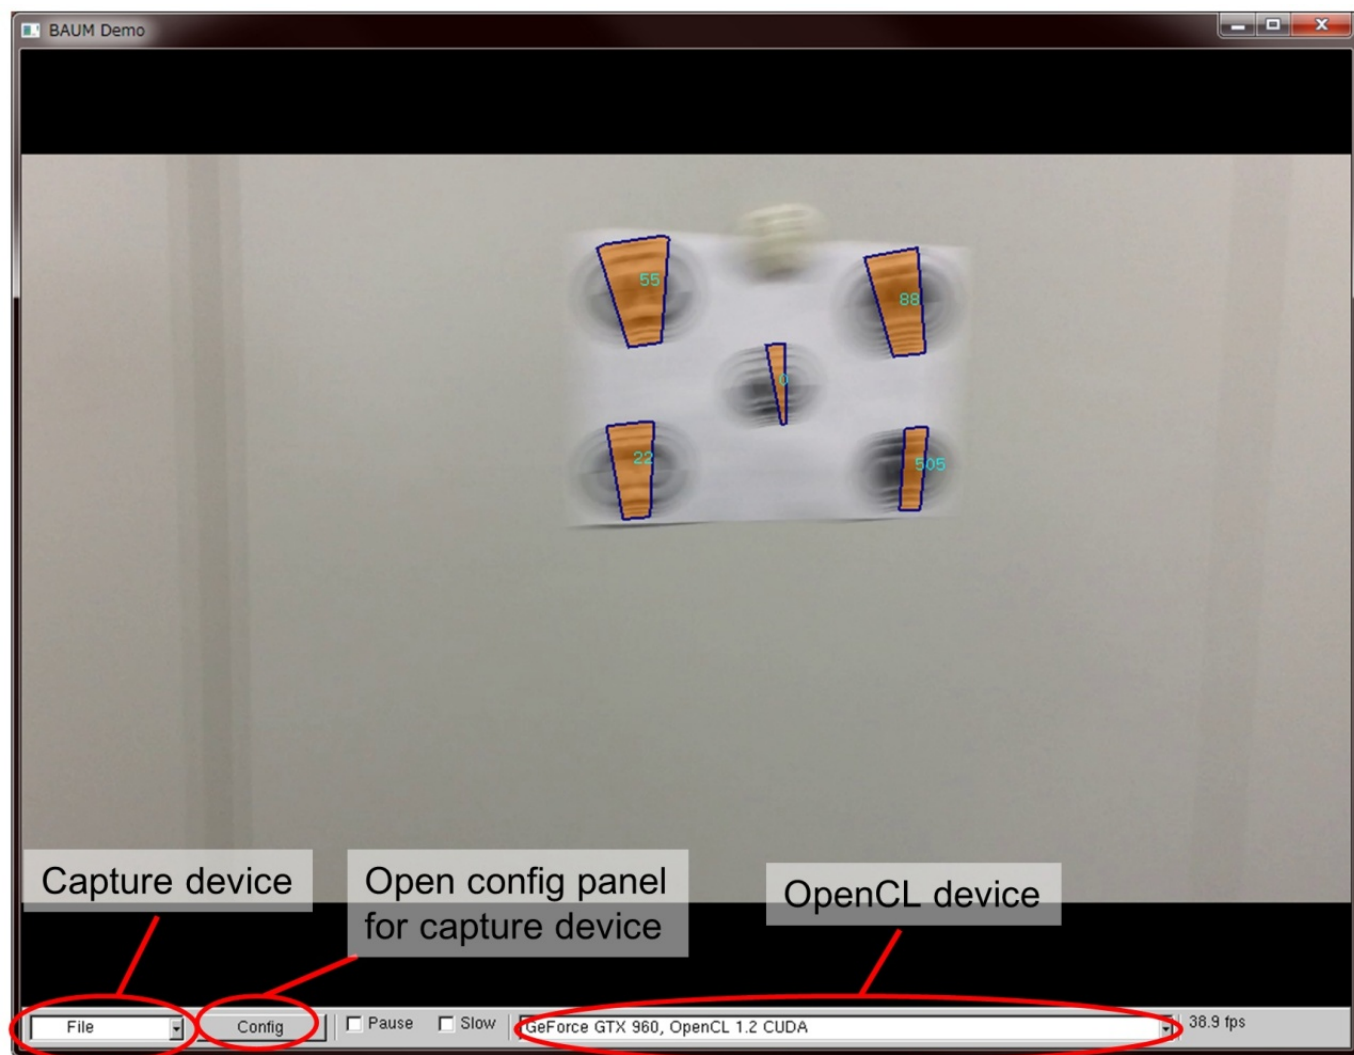 BAUM Demo
55
88
0
22
505
Capture device
Open config panel
for capture device
OpenCL device
File
Config
Pause
Slow
GeForce GTX 960, OpenCL 1.2 CUDA
38.9 fps